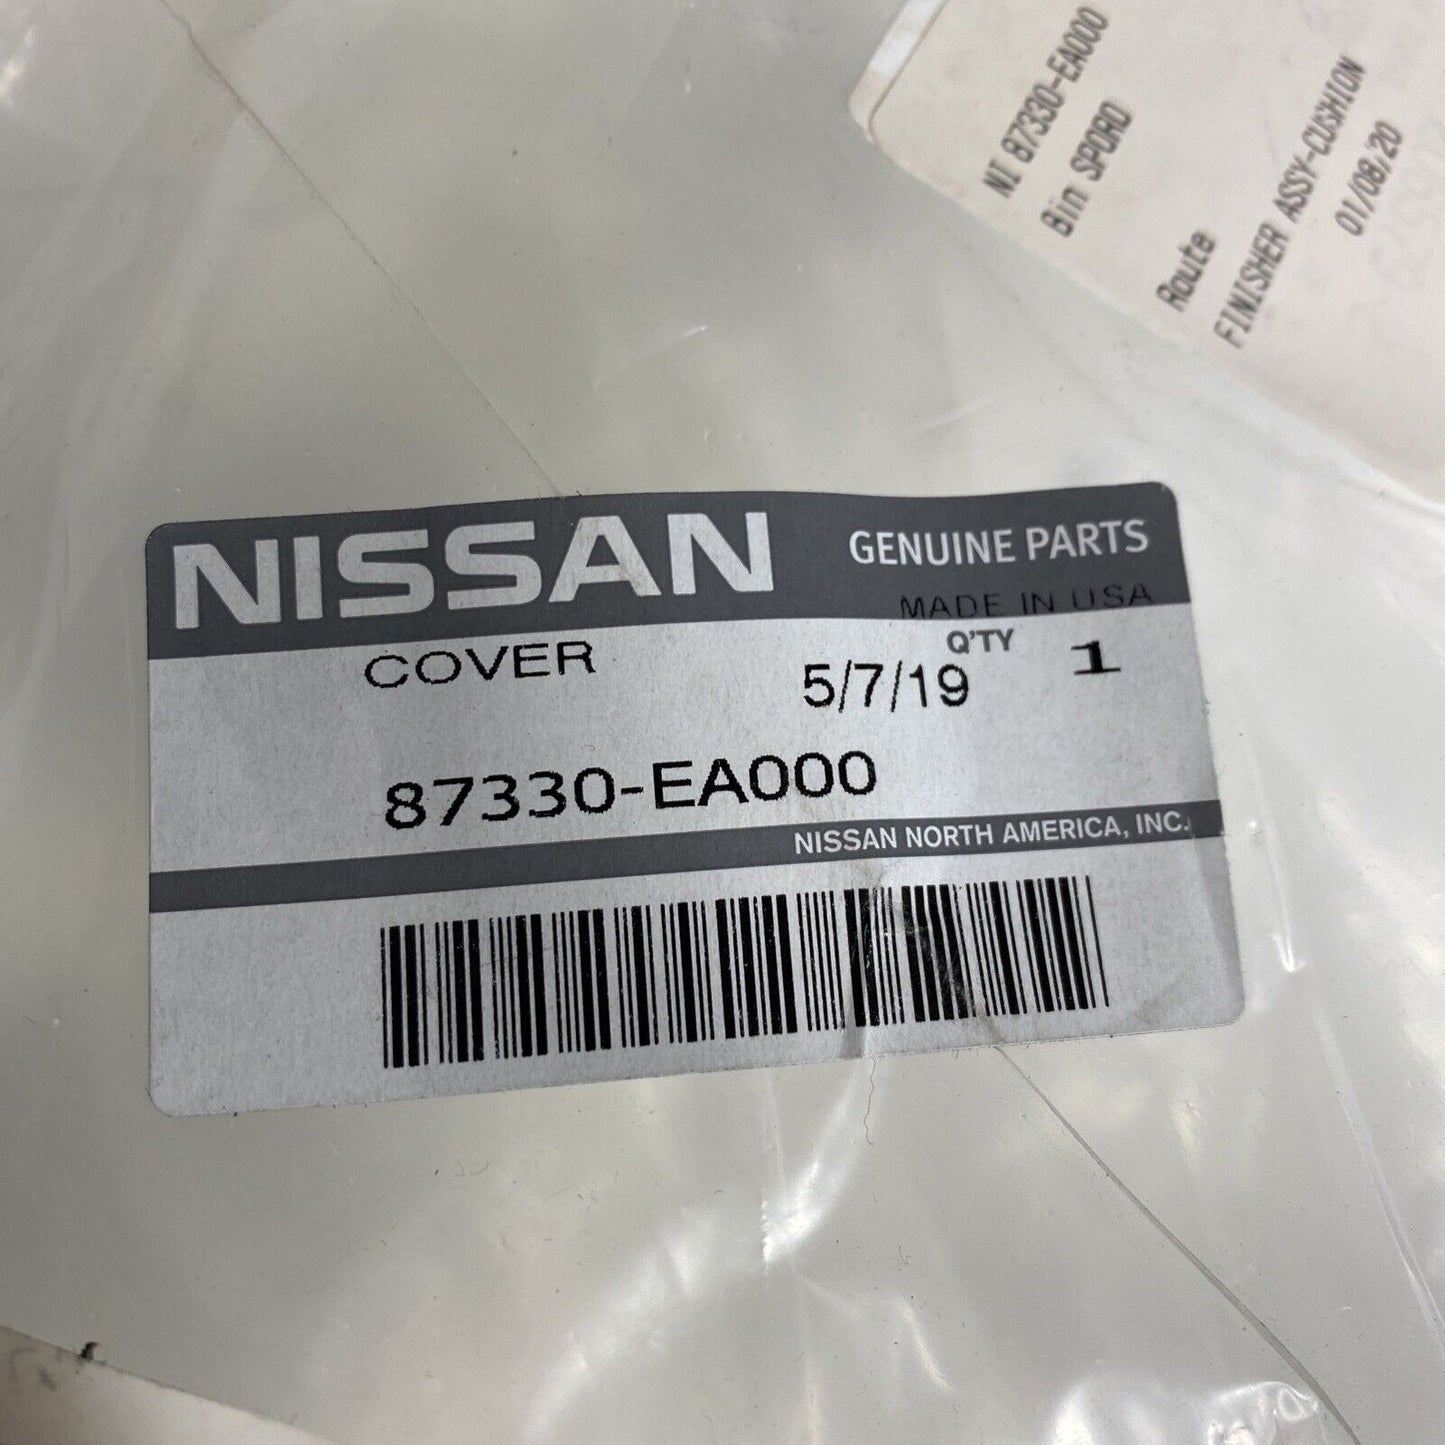 NI 87330-EA000
Bin SPORD
Route
FINISHER ASSY-CUSHION
01/08/20
NISSAN
GENUINE PARTS
MADE IN USA
COVER
Q'TY 1
5/7/19
87330-EA000
NISSAN NORTH AMERICA, INC.